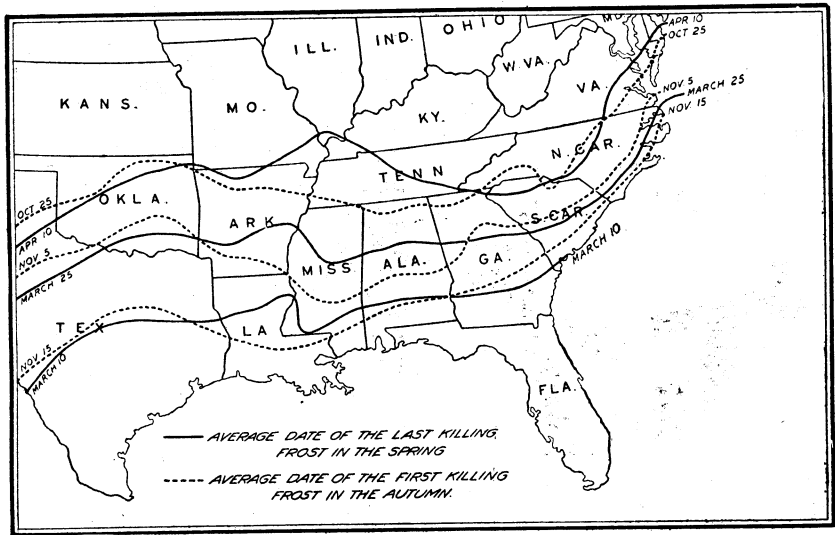 MD.
APR 10
OCT 25
ILL.
IND.
OHIO
W.VA.
VA.
NOV 5
MARCH 25
NOV 15
KANS.
MO.
KY.
N.CAR.
TENN
OCT 25
OKLA.
ARK
S.CAR.
APR 10
NOV 5
MARCH 25
MISS
ALA.
GA.
MARCH 10
TEX
LA
NOV 15
MARCH 10
FLA.
AVERAGE DATE OF THE LAST KILLING
FROST IN THE SPRING
AVERAGE DATE OF THE FIRST KILLING
FROST IN THE AUTUMN.